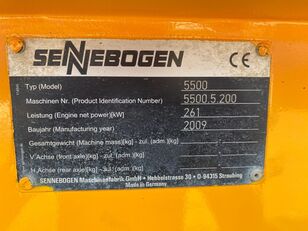 SENNEBOGEN CE
Typ (Model) 5500
Maschinen Nr. (Product Identification Number) 5500.5.200
Leistung (Engine net power)[kW] 261
Baujahr (Manufacturing year) 2009
Gesamtgewicht (Machine mass)[kg] - zul. (adm.)[kg] -
V.Achse (front axle)[kg] - zul. (adm.)[kg] -
H.Achse (rear axle)[kg] - zul. (adm.)[kg] -
SENNEBOGEN Maschinenfabrik GmbH • Hebbelstrasse 30 • D-94315 Straubing
Made in Germany